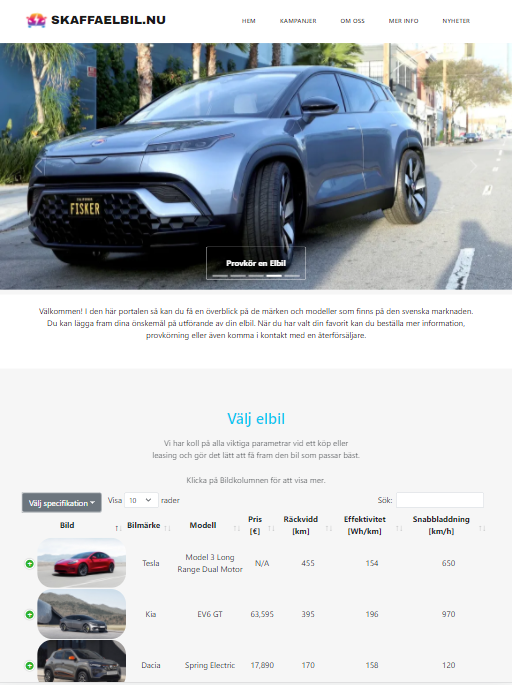 SKAFFAELBIL.NU
HEM KAMPANJER OM OSS MER INFO NYHETER
FISKER
Provkör en Elbil
Välkommen! I den här portalen så kan du få en överblick på de märken och modeller som finns på den svenska marknaden.
Du kan lägga fram dina önskemål på utförande av din elbil. När du har valt din favorit kan du beställa mer information,
provkörning eller även komma i kontakt med en återförsäljare.
Välj elbil
Vi har koll på alla viktiga parametrar vid ett köp eller
leasing och gör det lätt att få fram den bil som passar bäst.
Klicka på Bildkolumnen för att visa mer.
Välj specifikation Visa 10 rader Sök:
Bild Bilmärke Modell Pris [€] Räckvidd [km] Effektivitet [Wh/km] Snabbladdning [km/h]
Tesla Model 3 Long Range Dual Motor N/A 455 154 650
Kia EV6 GT 63,595 395 196 970
Dacia Spring Electric 17,890 170 158 120